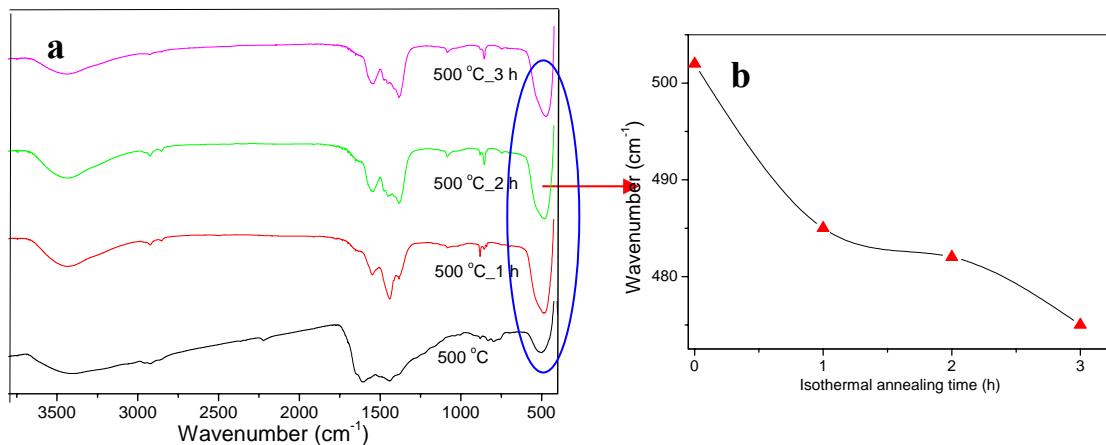 a
500 °C_3 h
500 °C_2 h
500 °C_1 h
500 °C
3500 3000 2500 2000 1500 1000 500
Wavenumber (cm-1)
b
500
490
480
Wavenumber (cm-1)
0 1 2 3
Isothermal annealing time (h)